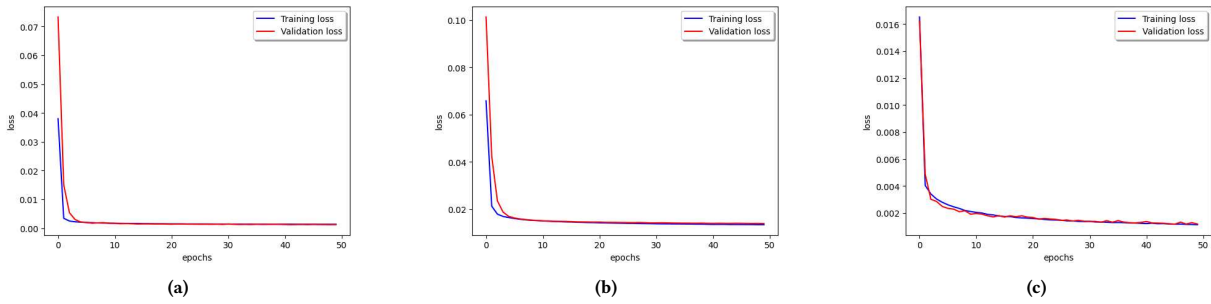 0.07
0.06
0.05
0.04
0.03
0.02
0.01
0.00
loss
Training loss
Validation loss
0 10 20 30 40 50
epochs
(a)
0.10
0.08
0.06
0.04
0.02
loss
Training loss
Validation loss
0 10 20 30 40 50
epochs
(b)
0.016
0.014
0.012
0.010
0.008
0.006
0.004
0.002
loss
Training loss
Validation loss
0 10 20 30 40 50
epochs
(c)